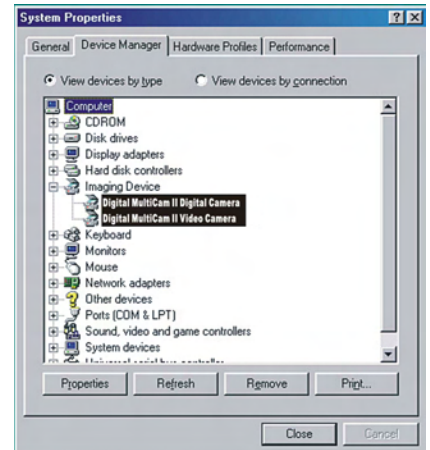 System Properties
General Device Manager Hardware Profiles Performance
View devices by type View devices by connection
Computer
CDROM
Disk drives
Display adapters
Hard disk controllers
Imaging Device
Digital MultiCam II Digital Camera
Digital MultiCam II Video Camera
Keyboard
Monitors
Mouse
Network adapters
Other devices
Ports (COM & LPT)
Sound, video and game controllers
System devices
Properties Refresh Remove Print...
Close Cancel